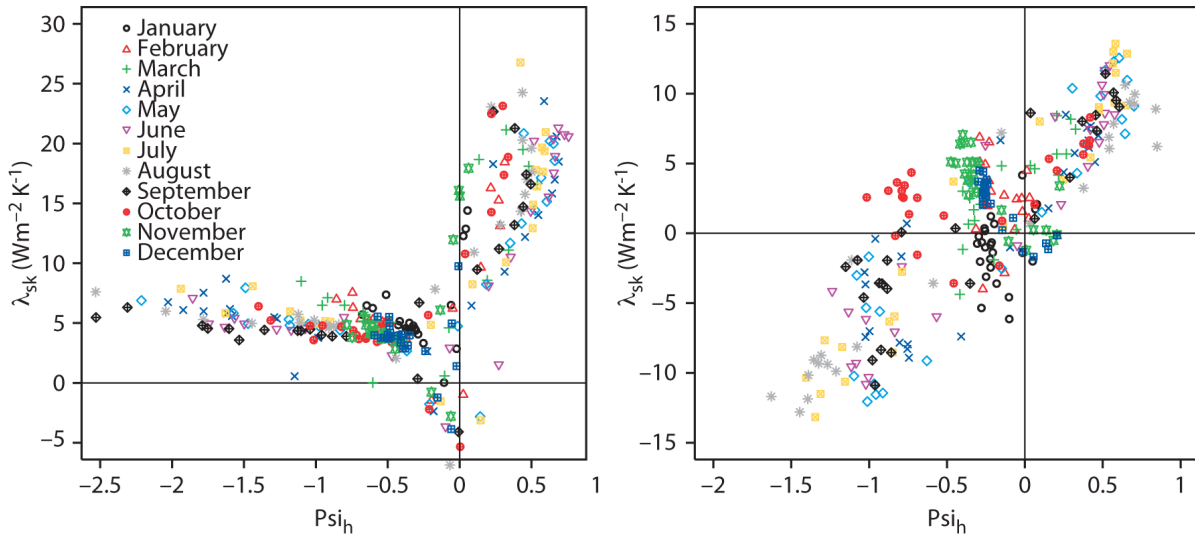 30
25
20
15
10
5
0
−5
λsk (Wm−2 K−1)
January
February
March
April
May
June
July
August
September
October
November
December
−2.5 −2 −1.5 −1 −0.5 0 0.5 1
Psih
15
10
5
0
−5
−10
−15
λsk (Wm−2 K−1)
−2 −1.5 −1 −0.5 0 0.5 1
Psih